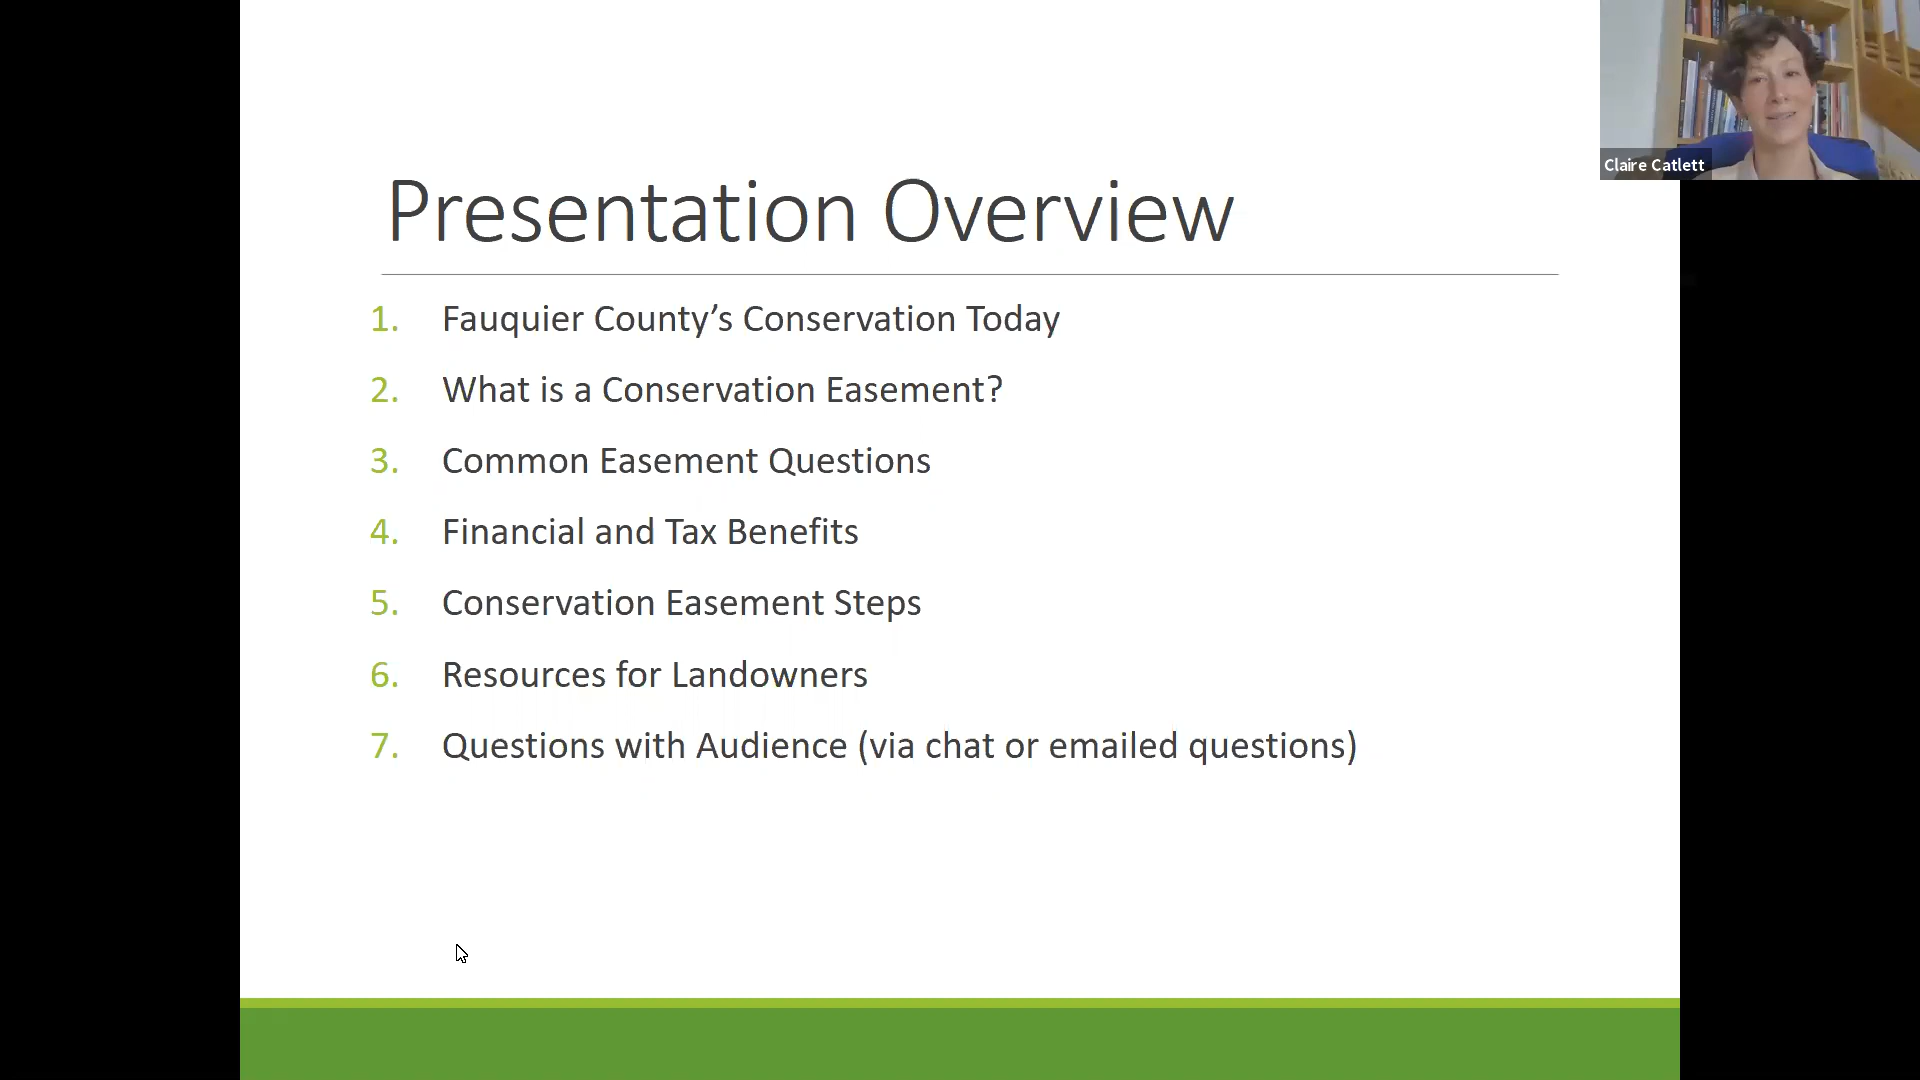 Presentation Overview
1. Fauquier County’s Conservation Today
2. What is a Conservation Easement?
3. Common Easement Questions
4. Financial and Tax Benefits
5. Conservation Easement Steps
6. Resources for Landowners
7. Questions with Audience (via chat or emailed questions)
Claire Catlett